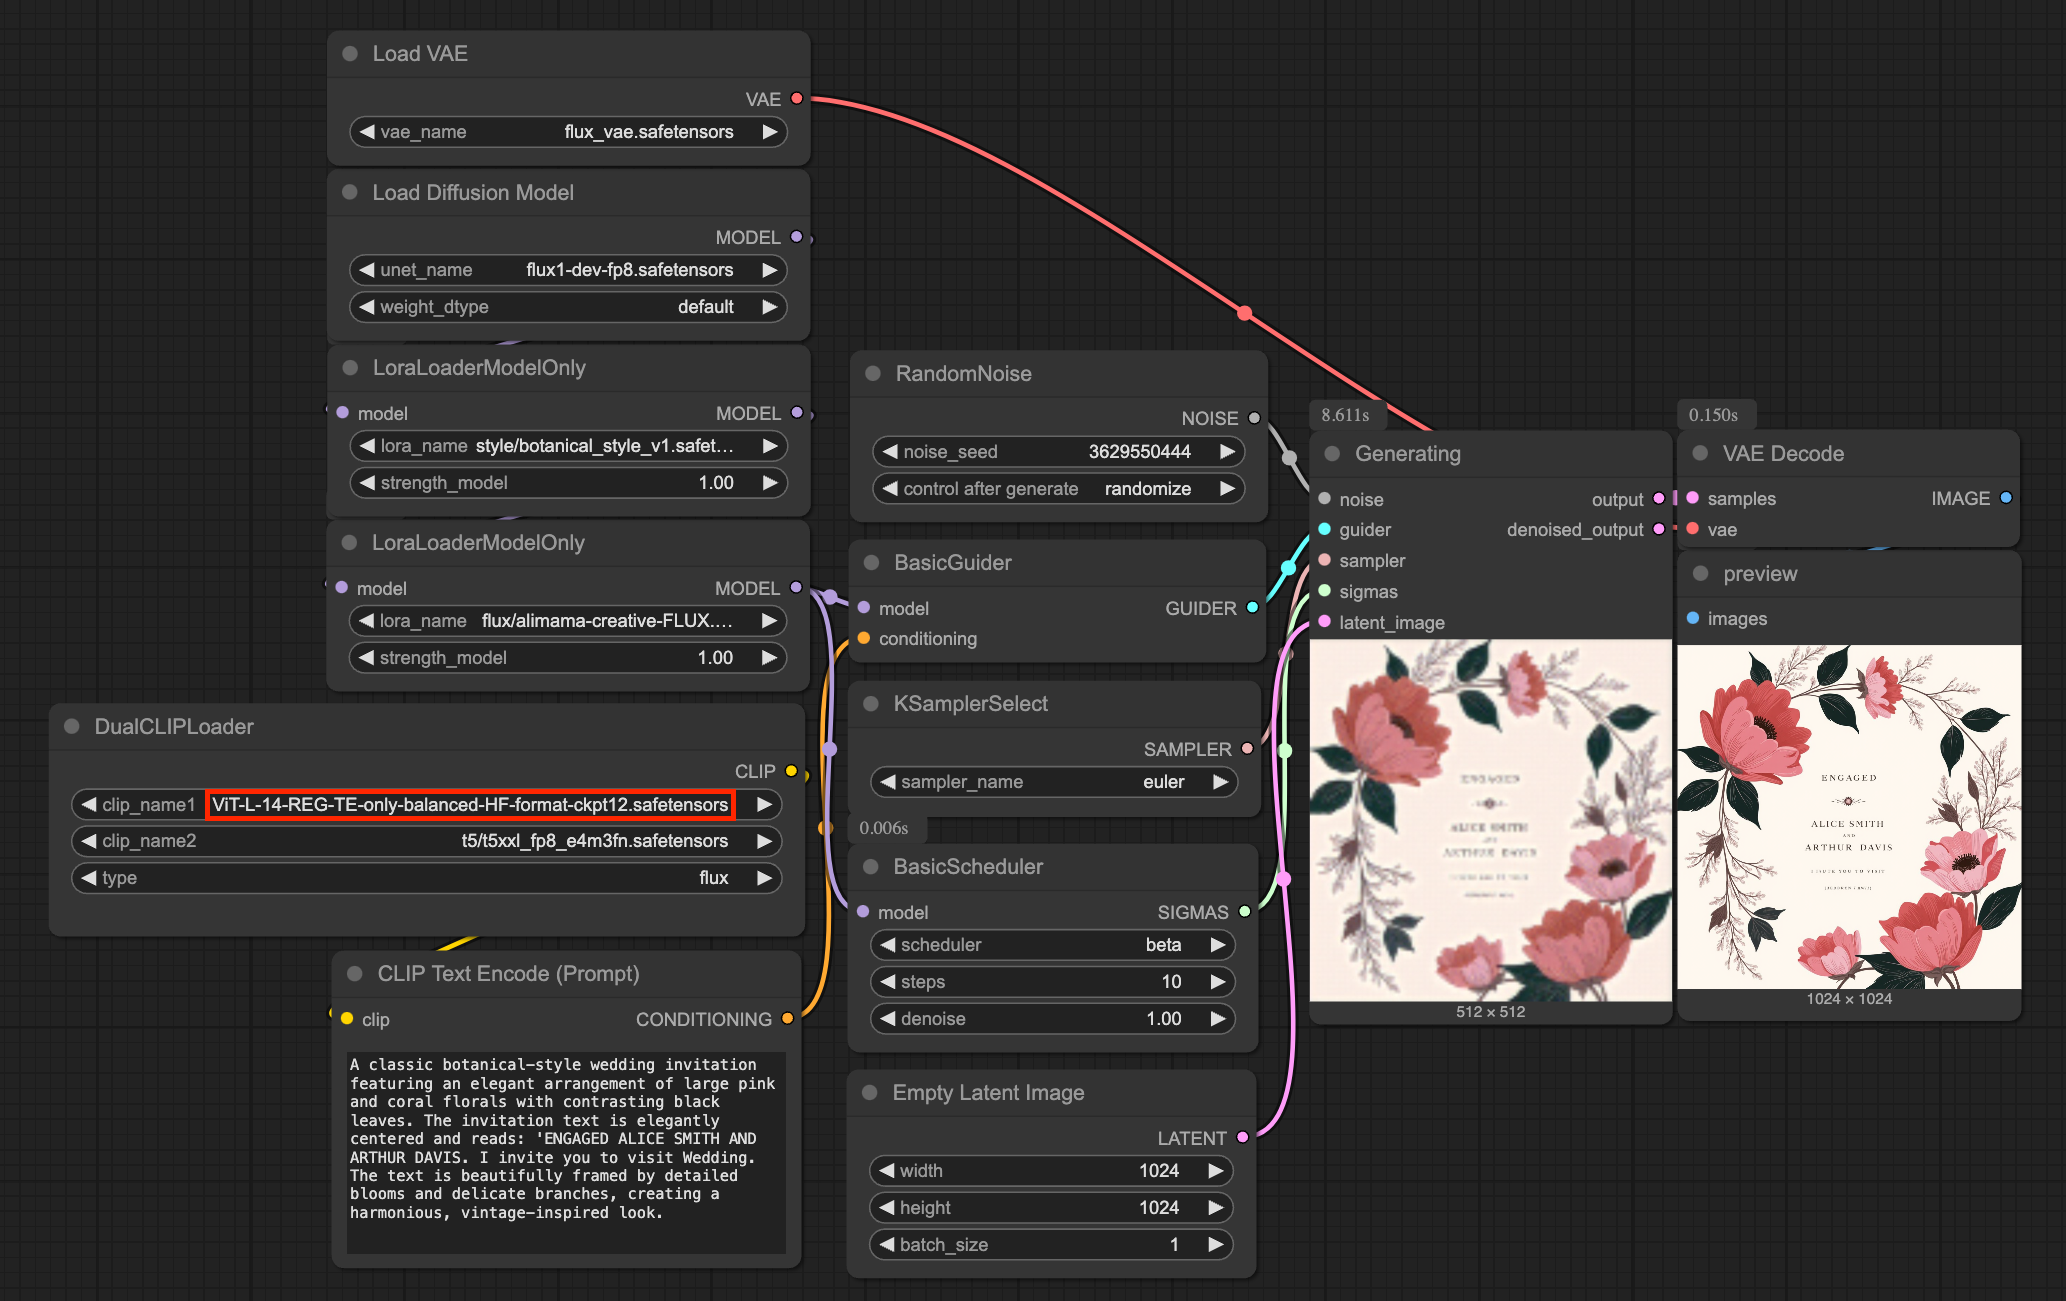 Load VAE
VAE
vae_name flux_vae.safetensors
Load Diffusion Model
MODEL
unet_name flux1-dev-fp8.safetensors
weight_dtype default
LoraLoaderModelOnly
model MODEL
lora_name style/botanical_style_v1.safet...
strength_model 1.00
LoraLoaderModelOnly
model MODEL
lora_name flux/alimama-creative-FLUX....
strength_model 1.00
DualCLIPLoader
CLIP
clip_name1 ViT-L-14-REG-TE-only-balanced-HF-format-ckpt12.safetensors
clip_name2 t5/t5xxl_fp8_e4m3fn.safetensors
type flux
CLIP Text Encode (Prompt)
clip CONDITIONING
A classic botanical-style wedding invitation
featuring an elegant arrangement of large pink
and coral florals with contrasting black
leaves. The invitation text is elegantly
centered and reads: 'ENGAGED ALICE SMITH AND
ARTHUR DAVIS. I invite you to visit Wedding.
The text is beautifully framed by detailed
blooms and delicate branches, creating a
harmonious, vintage-inspired look.
RandomNoise
NOISE
noise_seed 3629550444
control after generate randomize
BasicGuider
model GUIDER
conditioning
KSamplerSelect
SAMPLER
sampler_name euler
0.006s
BasicScheduler
model SIGMAS
scheduler beta
steps 10
denoise 1.00
Empty Latent Image
LATENT
width 1024
height 1024
batch_size 1
8.611s
Generating
noise output
guider denoised_output
sampler
sigmas
latent_image
ENGAGED
ALICE SMITH
ARTHUR DAVIS
512 × 512
0.150s
VAE Decode
samples IMAGE
vae
preview
images
ENGAGED
ALICE SMITH
AND
ARTHUR DAVIS
1024 × 1024